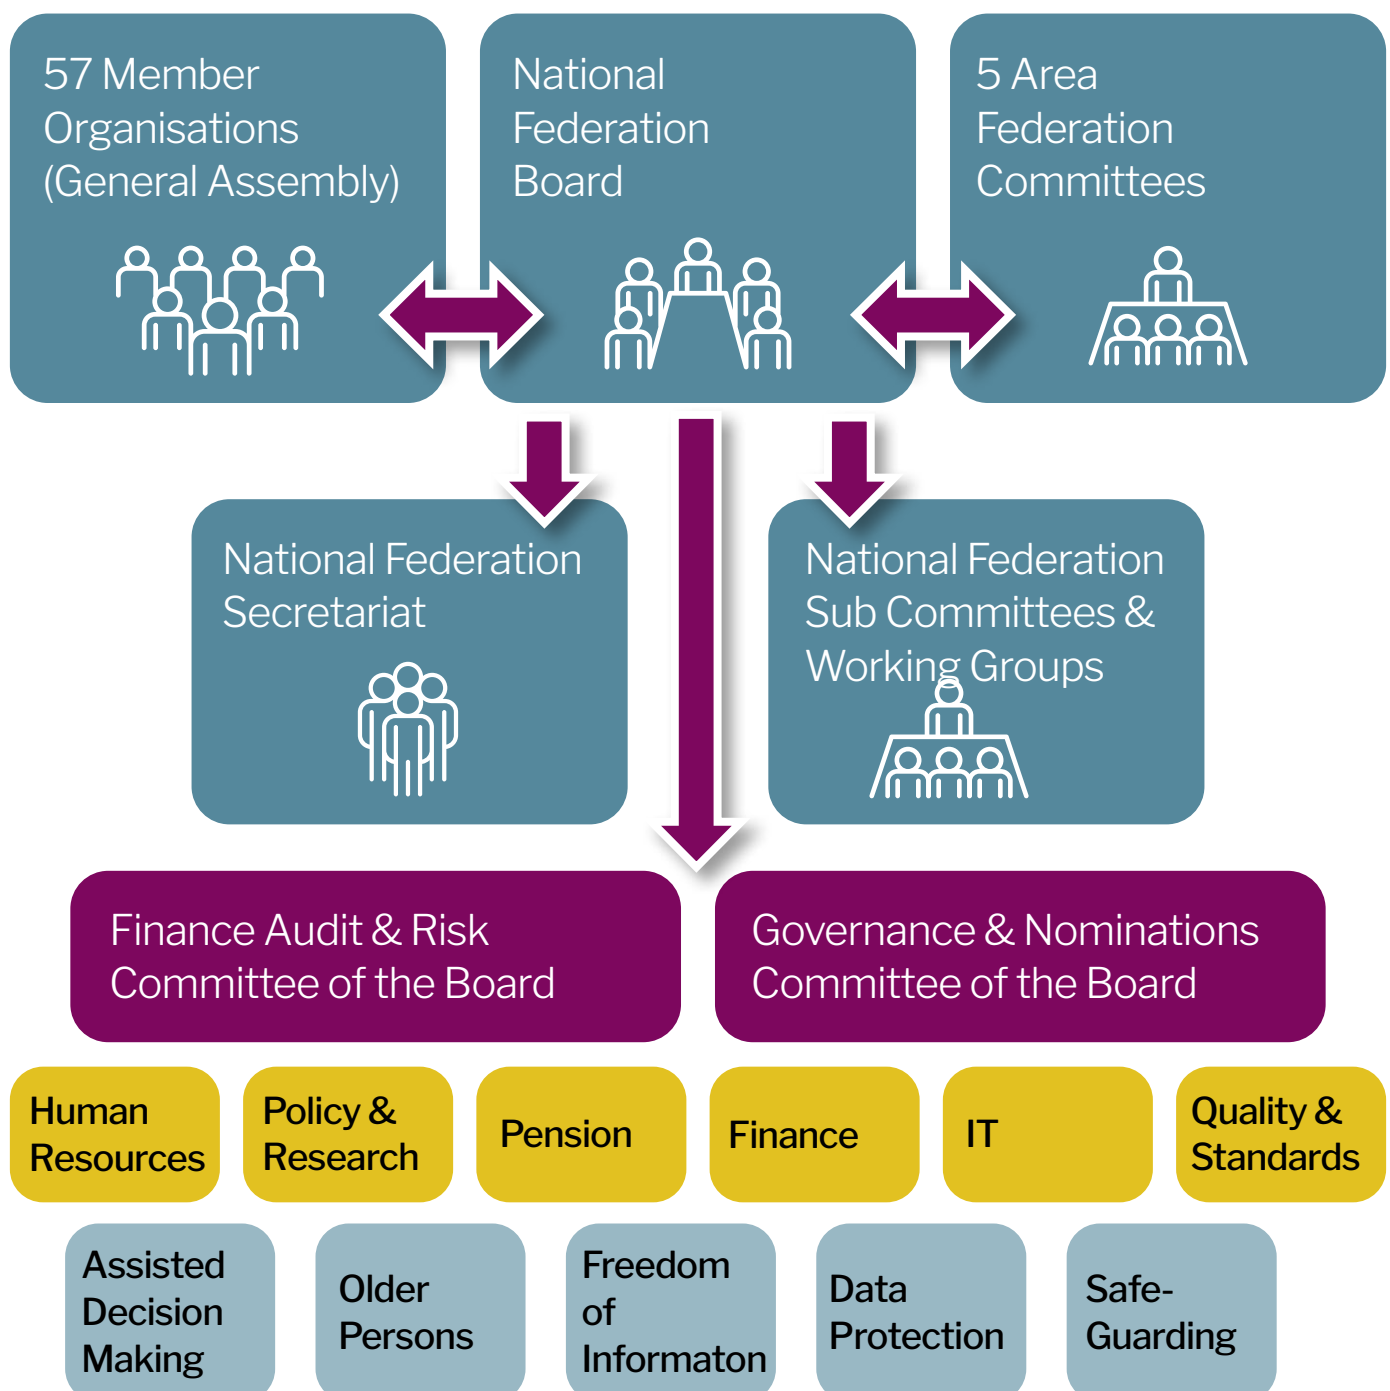 57 Member
Organisations
(General Assembly)
National
Federation
Board
5 Area
Federation
Committees
National Federation
Secretariat
National Federation
Sub Committees &
Working Groups
Finance Audit & Risk
Committee of the Board
Governance & Nominations
Committee of the Board
Human
Resources
Policy &
Research
Pension
Finance
IT
Quality &
Standards
Assisted
Decision
Making
Older
Persons
Freedom
of
Informaton
Data
Protection
Safe-
Guarding